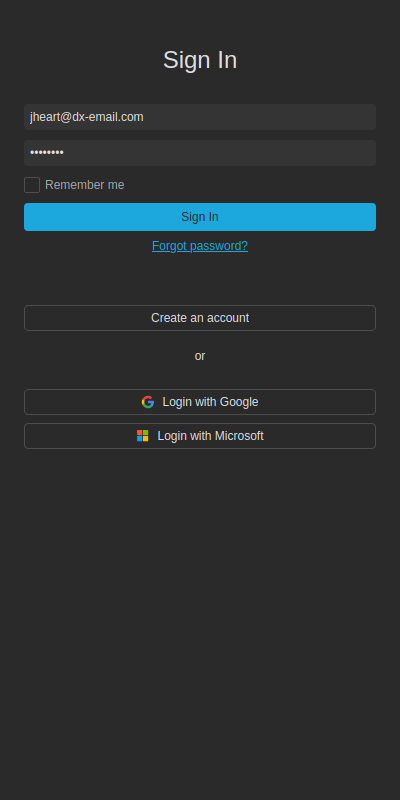 Sign In
jheart@dx-email.com
••••••••
Remember me
Sign In
Forgot password?
Create an account
or
Login with Google
Login with Microsoft